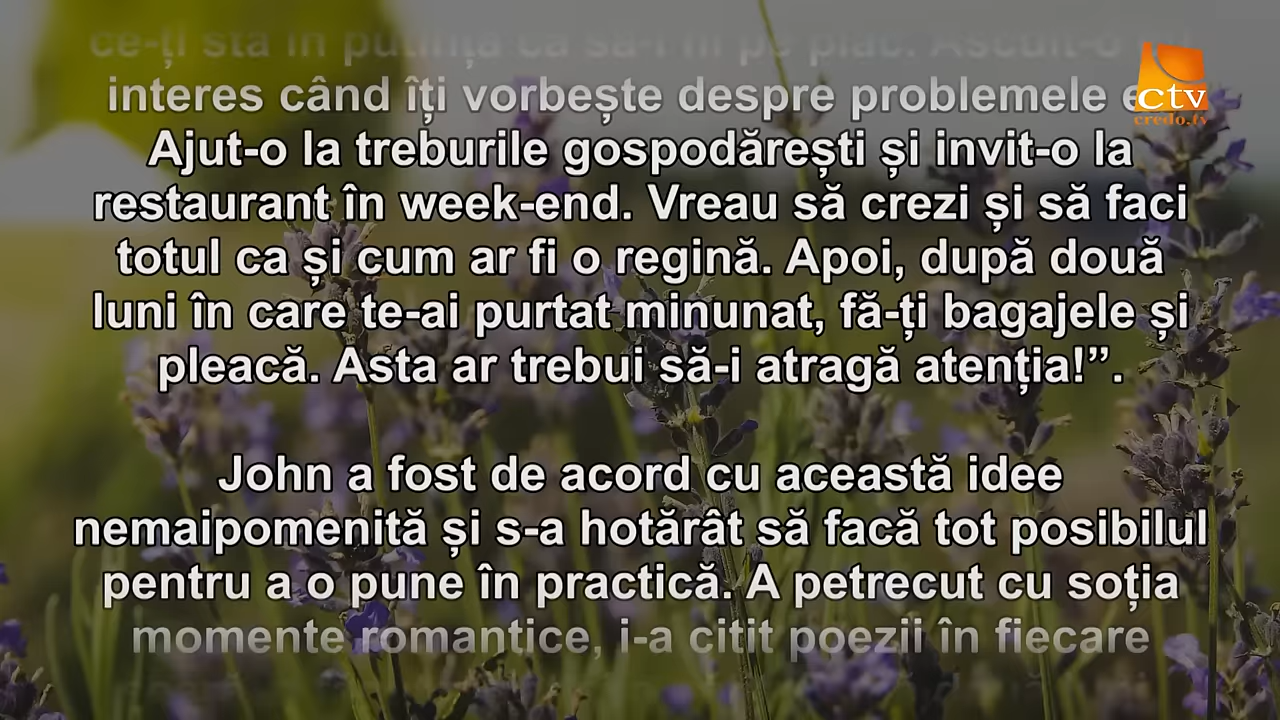 ce-ți stă în putință ca să-i fii pe plac.
interes când îți vorbește despre problemele
Ajut-o la treburile gospodărești și invit-o la
restaurant în week-end. Vreau să crezi și să faci
totul ca și cum ar fi o regină. Apoi, după două
luni în care te-ai purtat minunat, fă-ți bagajele și
pleacă. Asta ar trebui să-i atragă atenția!”.
John a fost de acord cu această idee
nemaipomenită și s-a hotărât să facă tot posibilul
pentru a o pune în practică. A petrecut cu soția
momente romantice, i-a citit poezii în fiecare
ctv
credo.tv